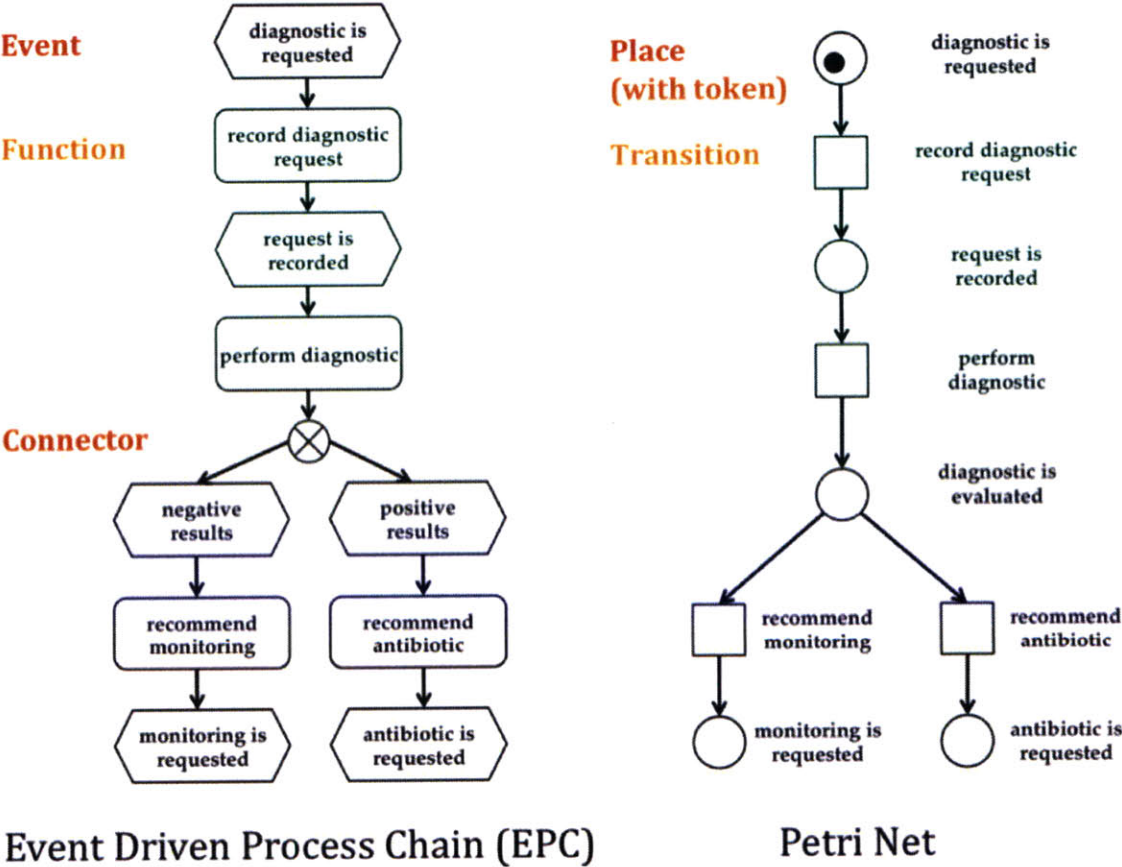 Event
diagnostic is
requested
Function
record diagnostic
request
request is
recorded
perform diagnostic
Connector
negative
results
positive
results
recommend
monitoring
recommend
antibiotic
monitoring is
requested
antibiotic is
requested
Event Driven Process Chain (EPC)
Place
(with token)
diagnostic is
requested
Transition
record diagnostic
request
request is
recorded
perform
diagnostic
diagnostic is
evaluated
recommend
monitoring
recommend
antibiotic
monitoring is
requested
antibiotic is
requested
Petri Net